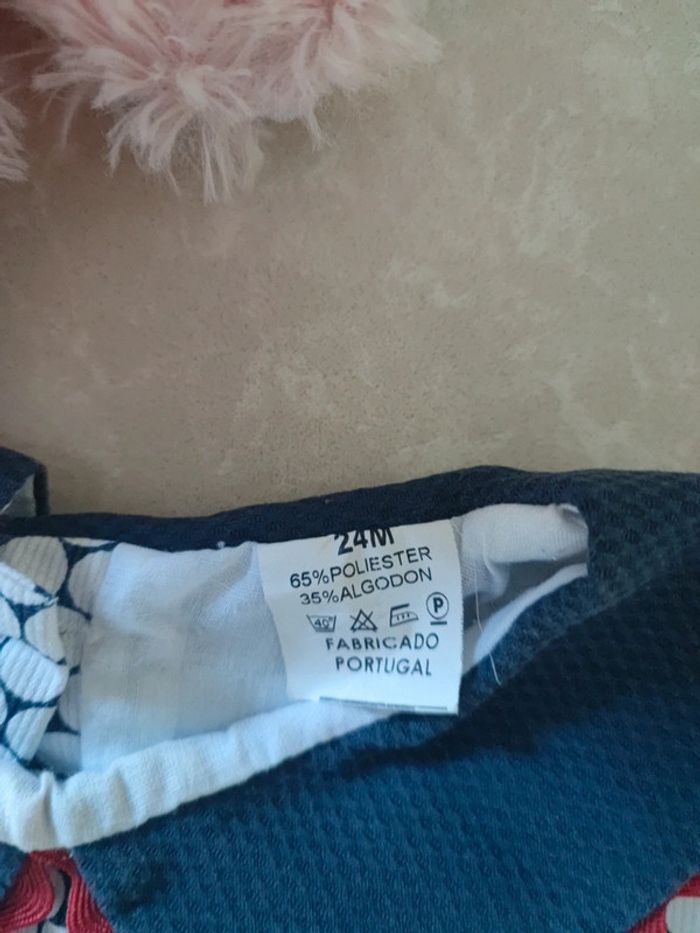 24M
65%POLIESTER
35%ALGODON
40° P
FABRICADO
PORTUGAL